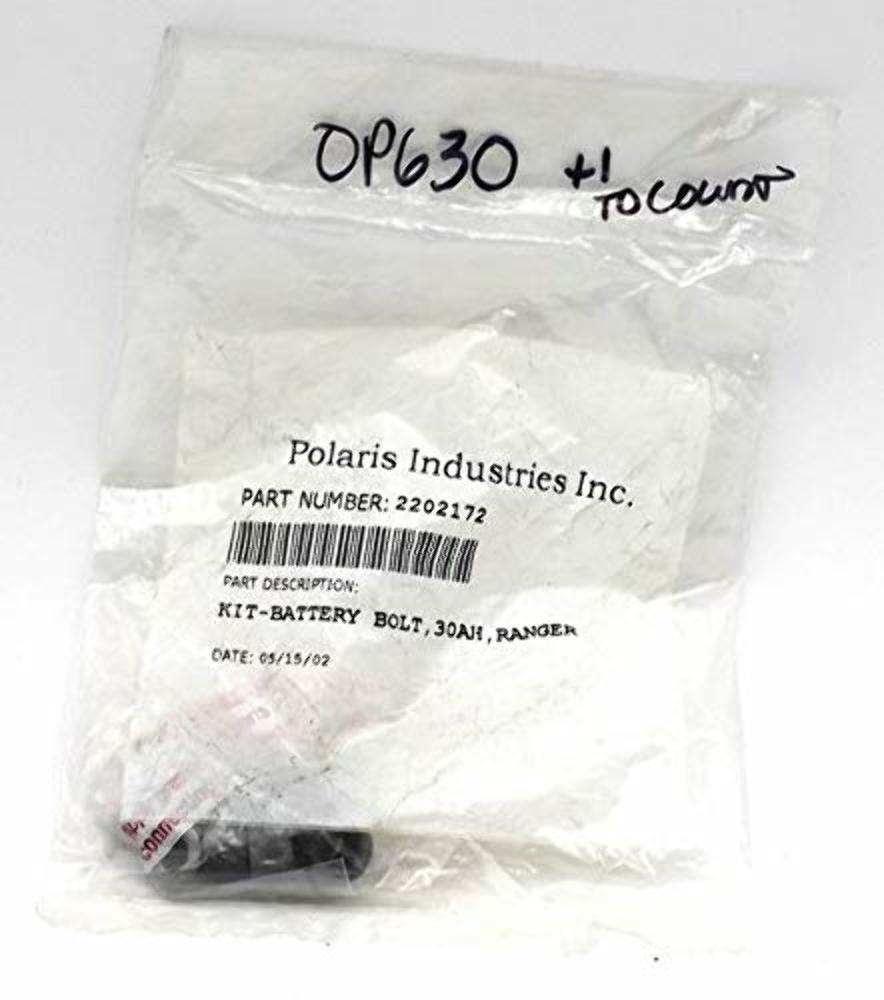 OP630 +1
TO COUNT
Polaris Industries Inc.
PART NUMBER: 2202172
PART DESCRIPTION:
KIT-BATTERY BOLT,30AH,RANGER
DATE: 05/15/02